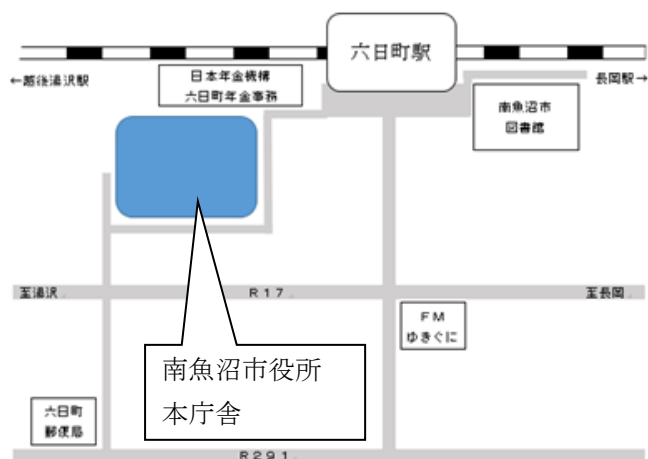 六日町駅
←越後湯沢駅
日本年金機構
六日町年金事務
長岡駅→
南魚沼市
図書館
至湯沢
R17
至長岡
FM
ゆきぐに
南魚沼市役所
本庁舎
六日町
郵便局
R291